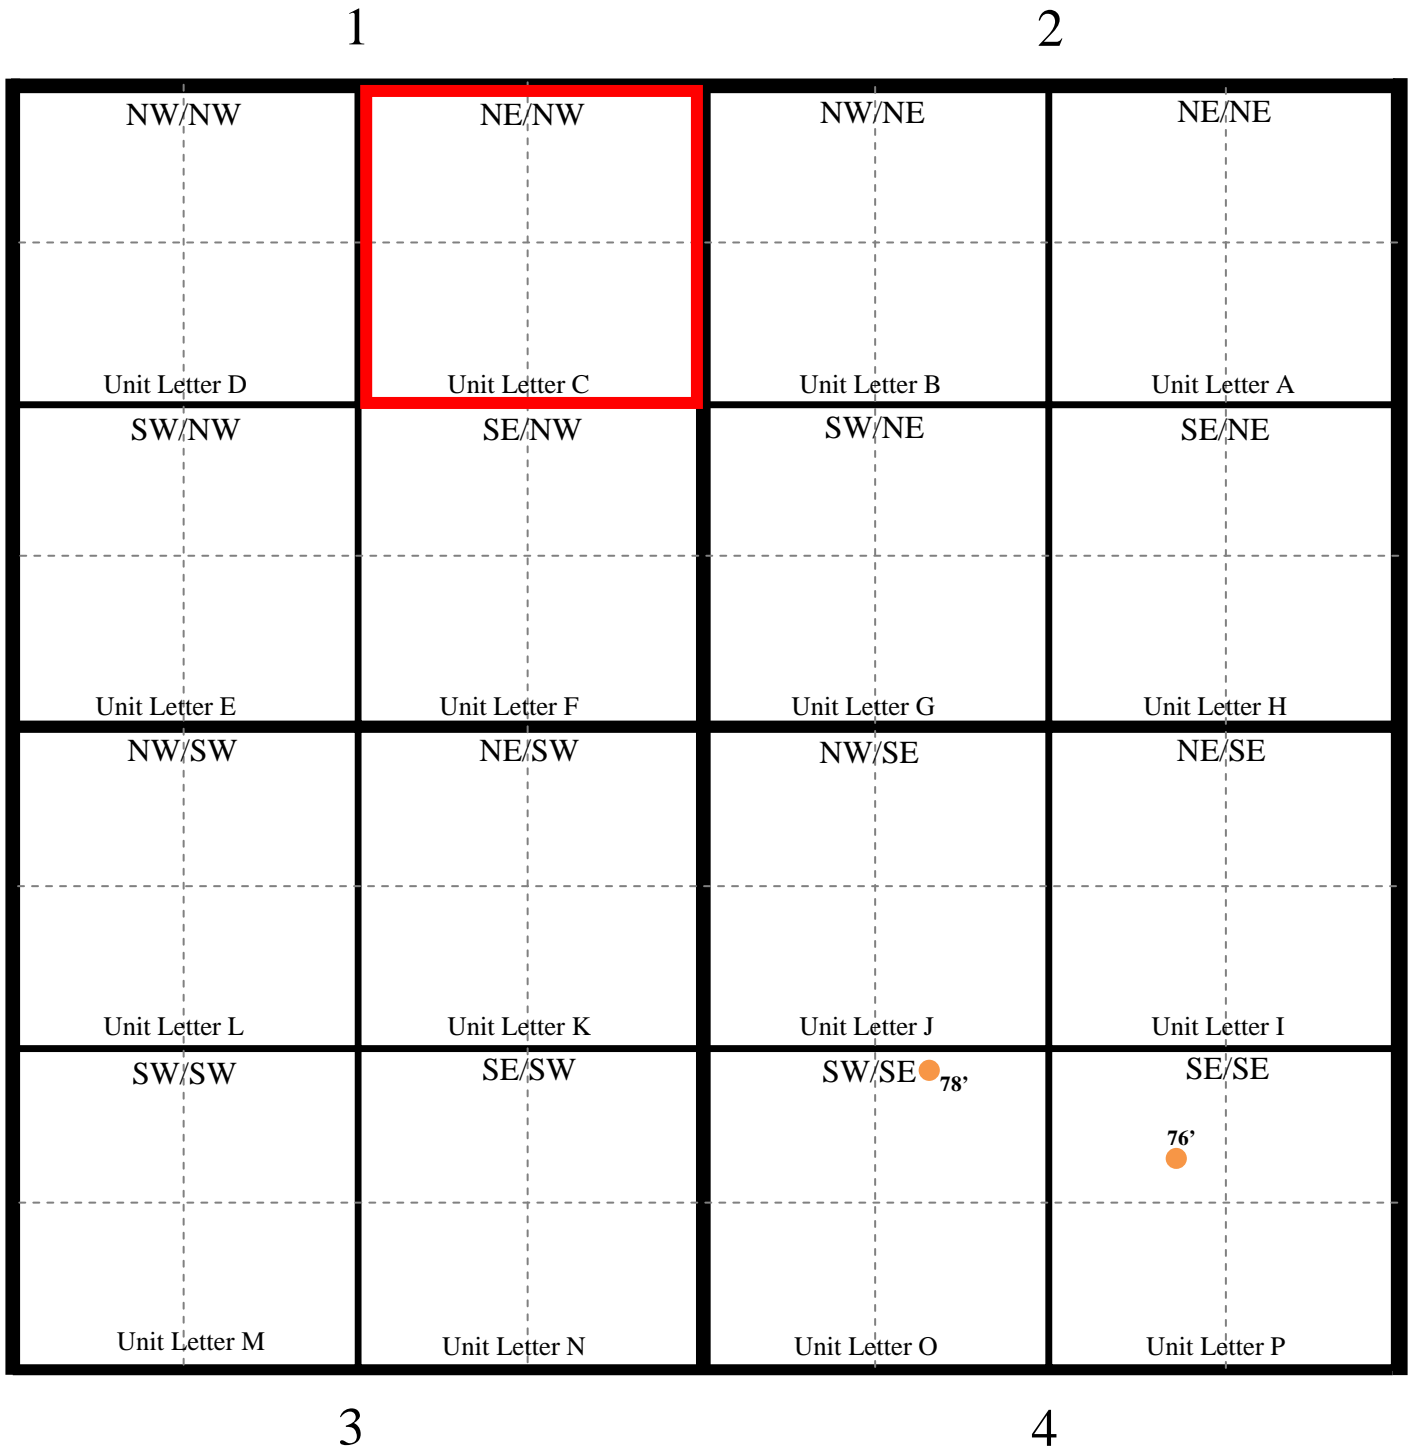 1 2
NW/NW NE/NW NW/NE NE/NE
Unit Letter D Unit Letter C Unit Letter B Unit Letter A
SW/NW SE/NW SW/NE SE/NE
Unit Letter E Unit Letter F Unit Letter G Unit Letter H
NW/SW NE/SW NW/SE NE/SE
Unit Letter L Unit Letter K Unit Letter J Unit Letter I
SW/SW SE/SW SW/SE SE/SE
78’
76’
Unit Letter M Unit Letter N Unit Letter O Unit Letter P
3 4